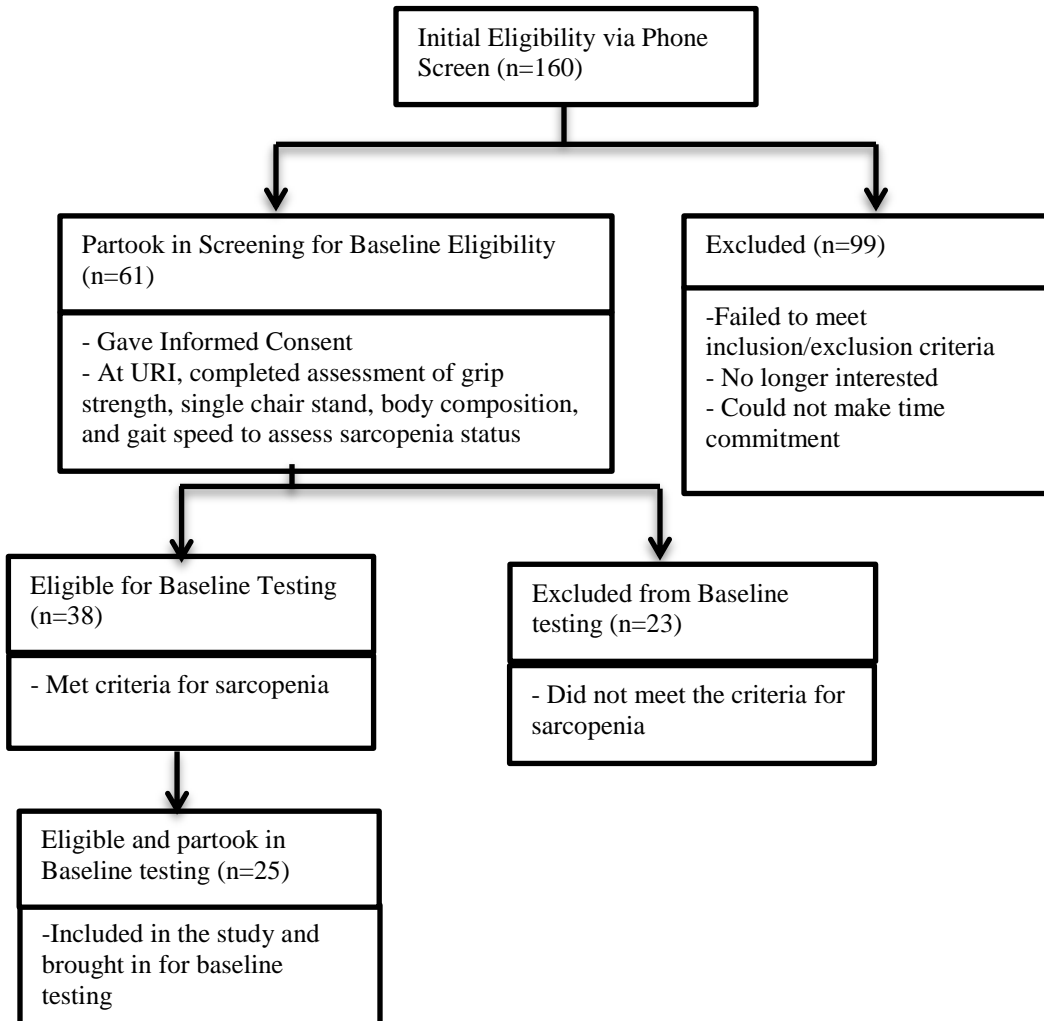 Initial Eligibility via Phone
Screen (n=160)
Partook in Screening for Baseline Eligibility
(n=61)
- Gave Informed Consent
- At URI, completed assessment of grip
strength, single chair stand, body composition,
and gait speed to assess sarcopenia status
Excluded (n=99)
-Failed to meet
inclusion/exclusion criteria
- No longer interested
- Could not make time
commitment
Eligible for Baseline Testing
(n=38)
- Met criteria for sarcopenia
Excluded from Baseline
testing (n=23)
- Did not meet the criteria for
sarcopenia
Eligible and partook in
Baseline testing (n=25)
-Included in the study and
brought in for baseline
testing